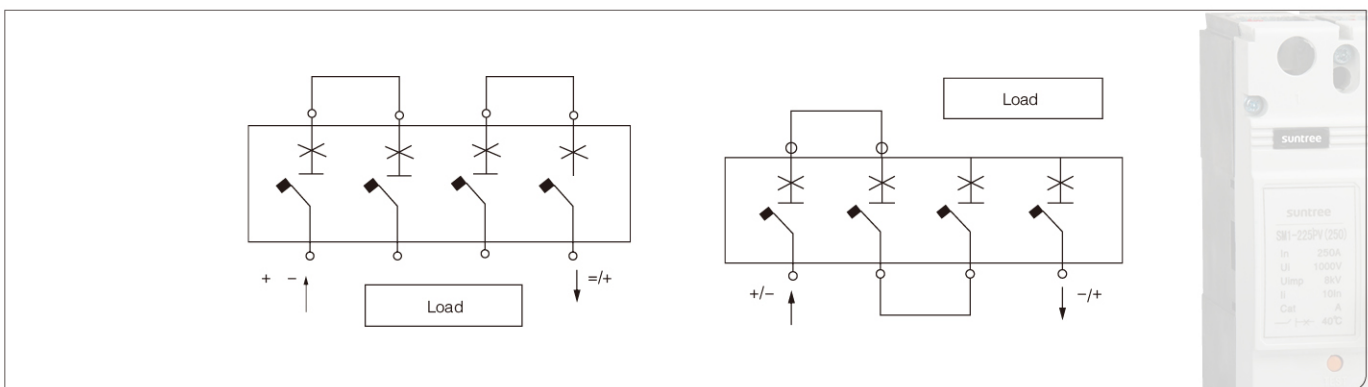 + −
=/+
Load
Load
+/−
−/+
suntree
suntree
SM1-225PV(250)
In 250A
Ui 1000V
Uimp 8kV
Ii 10In
Cat A
40℃